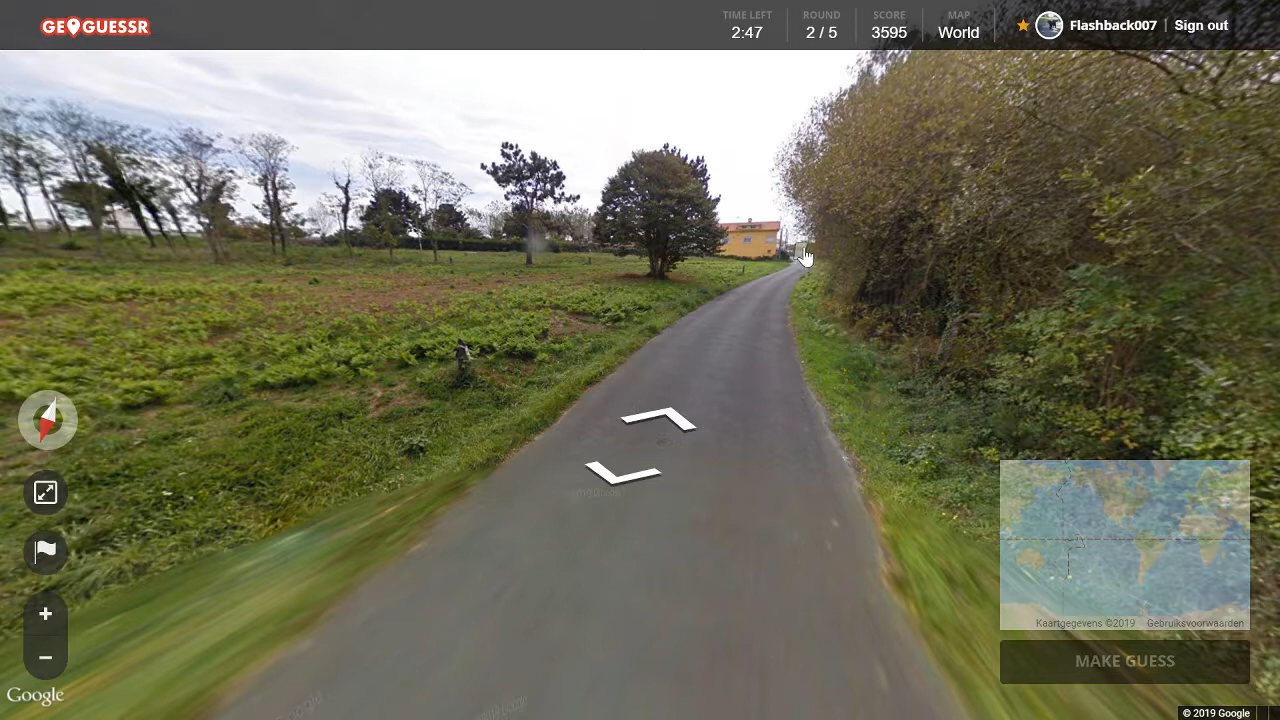 GEOGUESSR
TIME LEFT
2:47
ROUND
2 / 5
SCORE
3595
MAP
World
Flashback007 | Sign out
Kaartgegevens ©2019 Gebruiksvoorwaarden
MAKE GUESS
+
−
Google
© 2019 Google